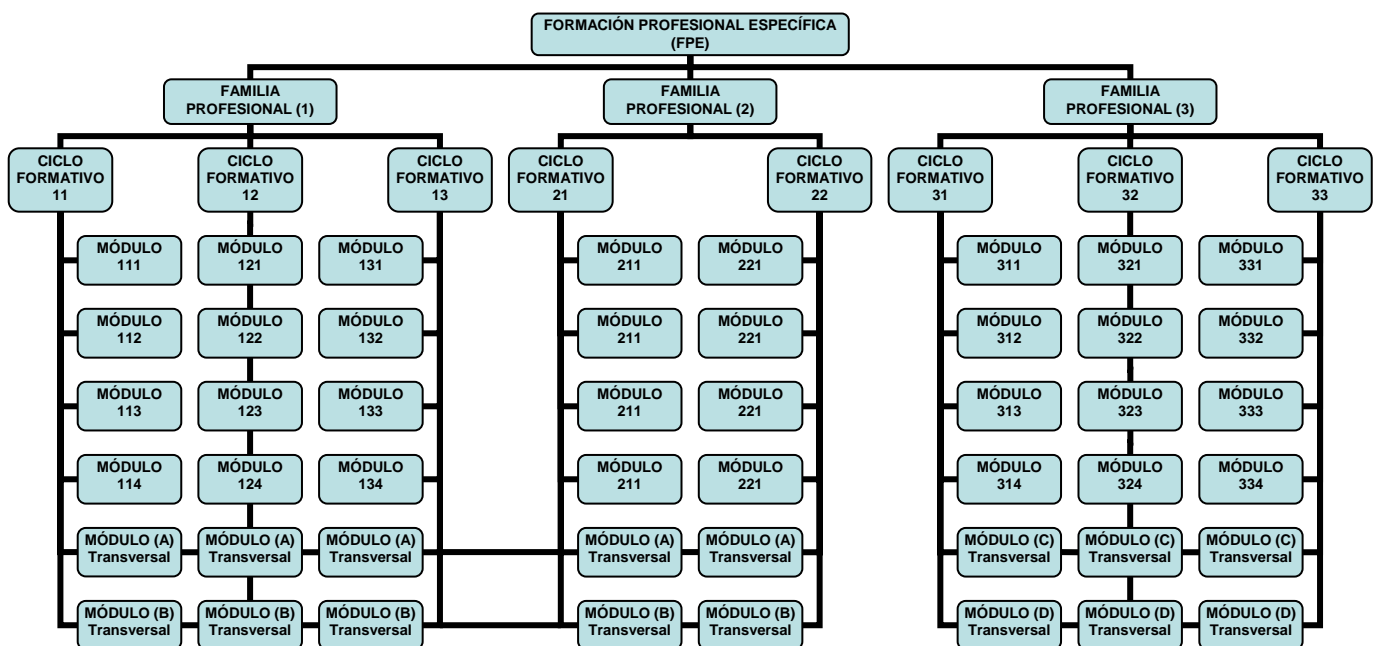 FORMACIÓN PROFESIONAL ESPECÍFICA
(FPE)
FAMILIA
PROFESIONAL (1)
FAMILIA
PROFESIONAL (2)
FAMILIA
PROFESIONAL (3)
CICLO
FORMATIVO
11
CICLO
FORMATIVO
12
CICLO
FORMATIVO
13
CICLO
FORMATIVO
21
CICLO
FORMATIVO
22
CICLO
FORMATIVO
31
CICLO
FORMATIVO
32
CICLO
FORMATIVO
33
MÓDULO
111
MÓDULO
121
MÓDULO
131
MÓDULO
211
MÓDULO
221
MÓDULO
311
MÓDULO
321
MÓDULO
331
MÓDULO
112
MÓDULO
122
MÓDULO
132
MÓDULO
211
MÓDULO
221
MÓDULO
312
MÓDULO
322
MÓDULO
332
MÓDULO
113
MÓDULO
123
MÓDULO
133
MÓDULO
211
MÓDULO
221
MÓDULO
313
MÓDULO
323
MÓDULO
333
MÓDULO
114
MÓDULO
124
MÓDULO
134
MÓDULO
211
MÓDULO
221
MÓDULO
314
MÓDULO
324
MÓDULO
334
MÓDULO (A)
Transversal
MÓDULO (A)
Transversal
MÓDULO (A)
Transversal
MÓDULO (A)
Transversal
MÓDULO (A)
Transversal
MÓDULO (C)
Transversal
MÓDULO (C)
Transversal
MÓDULO (C)
Transversal
MÓDULO (B)
Transversal
MÓDULO (B)
Transversal
MÓDULO (B)
Transversal
MÓDULO (B)
Transversal
MÓDULO (B)
Transversal
MÓDULO (D)
Transversal
MÓDULO (D)
Transversal
MÓDULO (D)
Transversal